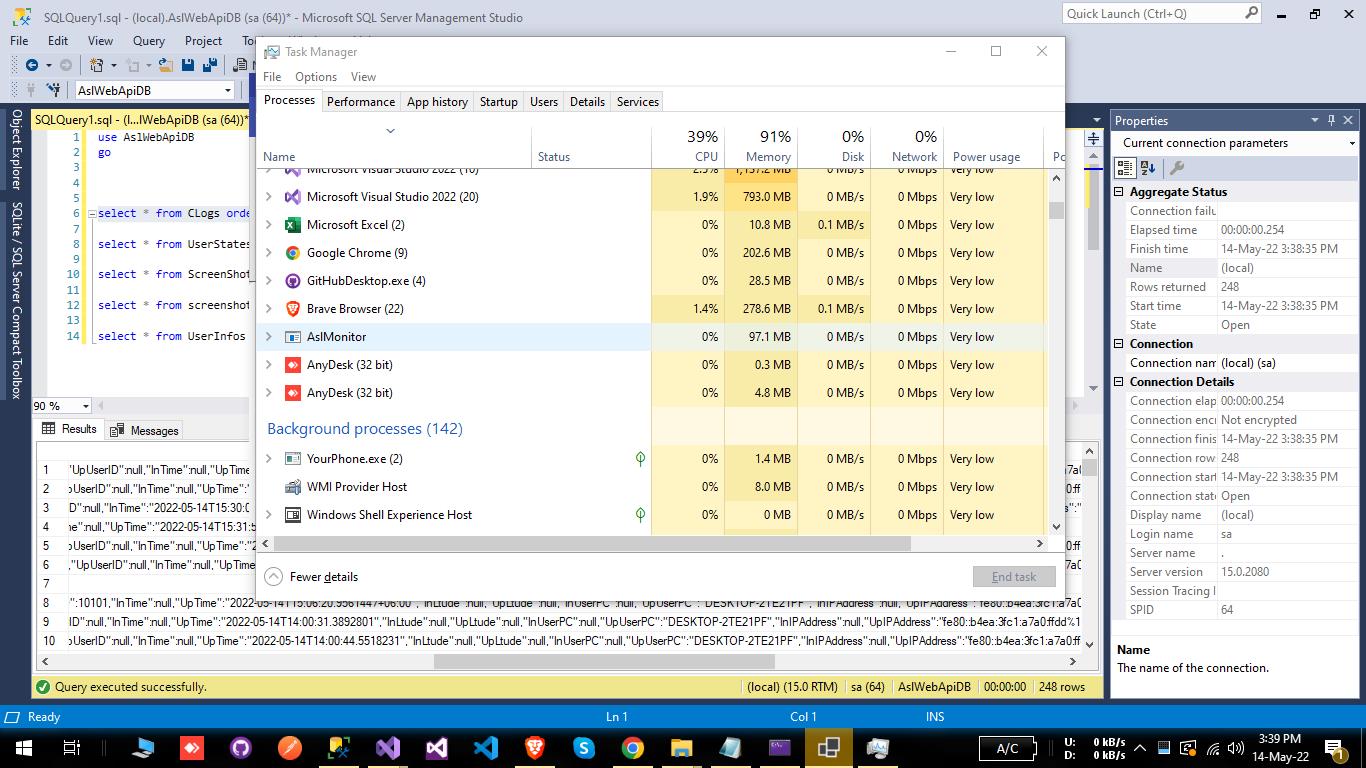 SQLQuery1.sql - (local).AslWebApiDB (sa (64))* - Microsoft SQL Server Management Studio
Quick Launch (Ctrl+Q)
File Edit View Query Project
AslWebApiDB
Task Manager
File Options View
Processes Performance App history Startup Users Details Services
39% 91% 0% 0%
Name Status CPU Memory Disk Network Power usage
Microsoft Visual Studio 2022 (10) 2.3% 1,157.2 MB 0 MB/s 0 Mbps Very low
Microsoft Visual Studio 2022 (20) 1.9% 793.0 MB 0 MB/s 0 Mbps Very low
Microsoft Excel (2) 0% 10.8 MB 0.1 MB/s 0 Mbps Very low
Google Chrome (9) 0% 202.6 MB 0 MB/s 0 Mbps Very low
GitHubDesktop.exe (4) 0% 28.5 MB 0 MB/s 0 Mbps Very low
Brave Browser (22) 1.4% 278.6 MB 0.1 MB/s 0 Mbps Very low
AslMonitor 0% 97.1 MB 0 MB/s 0 Mbps Very low
AnyDesk (32 bit) 0% 0.3 MB 0 MB/s 0 Mbps Very low
AnyDesk (32 bit) 0% 4.8 MB 0 MB/s 0 Mbps Very low
Background processes (142)
YourPhone.exe (2) 0% 1.4 MB 0 MB/s 0 Mbps Very low
WMI Provider Host 0% 8.0 MB 0 MB/s 0 Mbps Very low
Windows Shell Experience Host 0% 0 MB 0 MB/s 0 Mbps Very low
Fewer details End task
Object Explorer
SQLite / SQL Server Compact Toolbox
SQLQuery1.sql - (l...lWebApiDB (sa (64))*
1 use AslWebApiDB
2 go
3
4
5
6 select * from CLogs orde
7
8 select * from UserStates
9
10 select * from ScreenShot
11
12 select * from screenshot
13
14 select * from UserInfos
90 %
Results Messages
1 "UpUserID":null,"InTime":null,"UpTime
2 pUserID":null,"InTime":null,"UpTime":"
3 D":null,"InTime":"2022-05-14T15:30:0
4 me":null,"UpTime":"2022-05-14T15:31:5
5 pUserID":null,"InTime":null,"UpTime":"2
6 ,"UpUserID":null,"InTime":null,"UpTim
7
8 ":10101,"InTime":null,"UpTime":"2022-05-14T15:06:20.9561447+06:00","InLtude":null,"UpLtude":null,"InUserPC":null,"UpUserPC":"DESKTOP-2TE21PF","InIPAddress":null,"UpIPAddress":"fe80::b4ea:3fc1:a7a0
9 ID":null,"InTime":null,"UpTime":"2022-05-14T14:00:31.3892801","InLtude":null,"UpLtude":null,"InUserPC":null,"UpUserPC":"DESKTOP-2TE21PF","InIPAddress":null,"UpIPAddress":"fe80::b4ea:3fc1:a7a0:ffdd%1
10 pUserID":null,"InTime":null,"UpTime":"2022-05-14T14:00:44.5518231","InLtude":null,"UpLtude":null,"InUserPC":null,"UpUserPC":"DESKTOP-2TE21PF","InIPAddress":null,"UpIPAddress":"fe80::b4ea:3fc1:a7a0:ff
Query executed successfully. (local) (15.0 RTM) sa (64) AslWebApiDB 00:00:00 248 rows
Properties
Current connection parameters
Aggregate Status
Connection failu
Elapsed time 00:00:00.254
Finish time 14-May-22 3:38:35 PM
Name (local)
Rows returned 248
Start time 14-May-22 3:38:35 PM
State Open
Connection
Connection nam (local) (sa)
Connection Details
Connection elap 00:00:00.254
Connection encr Not encrypted
Connection finis 14-May-22 3:38:35 PM
Connection row 248
Connection start 14-May-22 3:38:35 PM
Connection state Open
Display name (local)
Login name sa
Server name .
Server version 15.0.2080
Session Tracing I
SPID 64
Name
The name of the connection.
Ready Ln 1 Col 1 INS
A/C
U: 0 kB/s
D: 0 kB/s
3:39 PM
14-May-22
1